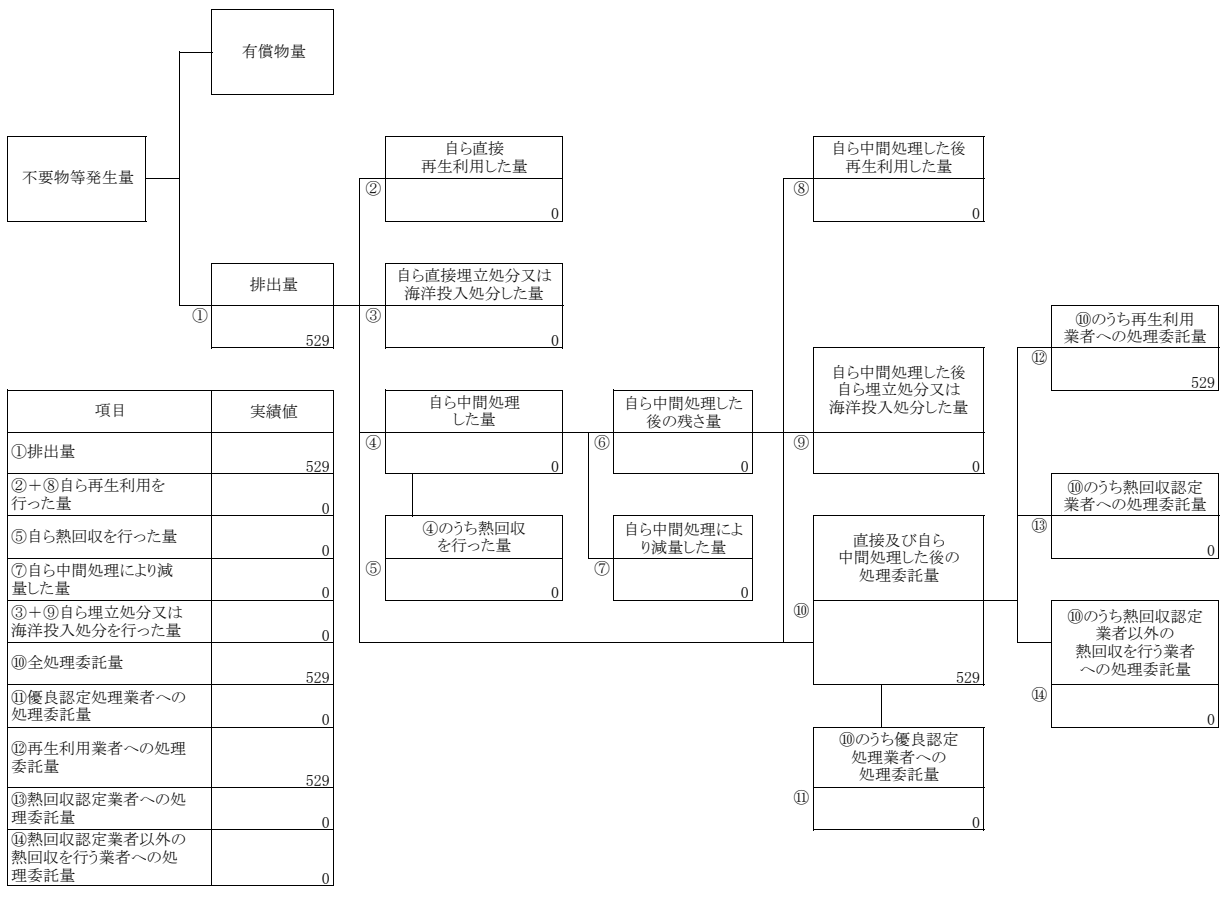 有償物量
不要物等発生量
自ら直接
再生利用した量
②
0
自ら中間処理した後
再生利用した量
⑧
0
排出量
①
529
自ら直接埋立処分又は
海洋投入処分した量
③
0
⑩のうち再生利用
業者への処理委託量
⑫
529
自ら中間処理
した量
④
0
自ら中間処理した
後の残さ量
⑥
0
自ら中間処理した後
自ら埋立処分又は
海洋投入処分した量
⑨
0
⑩のうち熱回収認定
業者への処理委託量
⑬
0
④のうち熱回収
を行った量
⑤
0
自ら中間処理によ
り減量した量
⑦
0
直接及び自ら
中間処理した後の
処理委託量
⑩
529
⑩のうち熱回収認定
業者以外の
熱回収を行う業者
への処理委託量
⑭
0
⑩のうち優良認定
処理業者への
処理委託量
⑪
0
項目 実績値
①排出量
529
②+⑧自ら再生利用を
行った量
0
⑤自ら熱回収を行った量
0
⑦自ら中間処理により減
量した量
0
③+⑨自ら埋立処分又は
海洋投入処分を行った量
0
⑩全処理委託量
529
⑪優良認定処理業者への
処理委託量
0
⑫再生利用業者への処理
委託量
529
⑬熱回収認定業者への処
理委託量
0
⑭熱回収認定業者以外の
熱回収を行う業者への処
理委託量
0